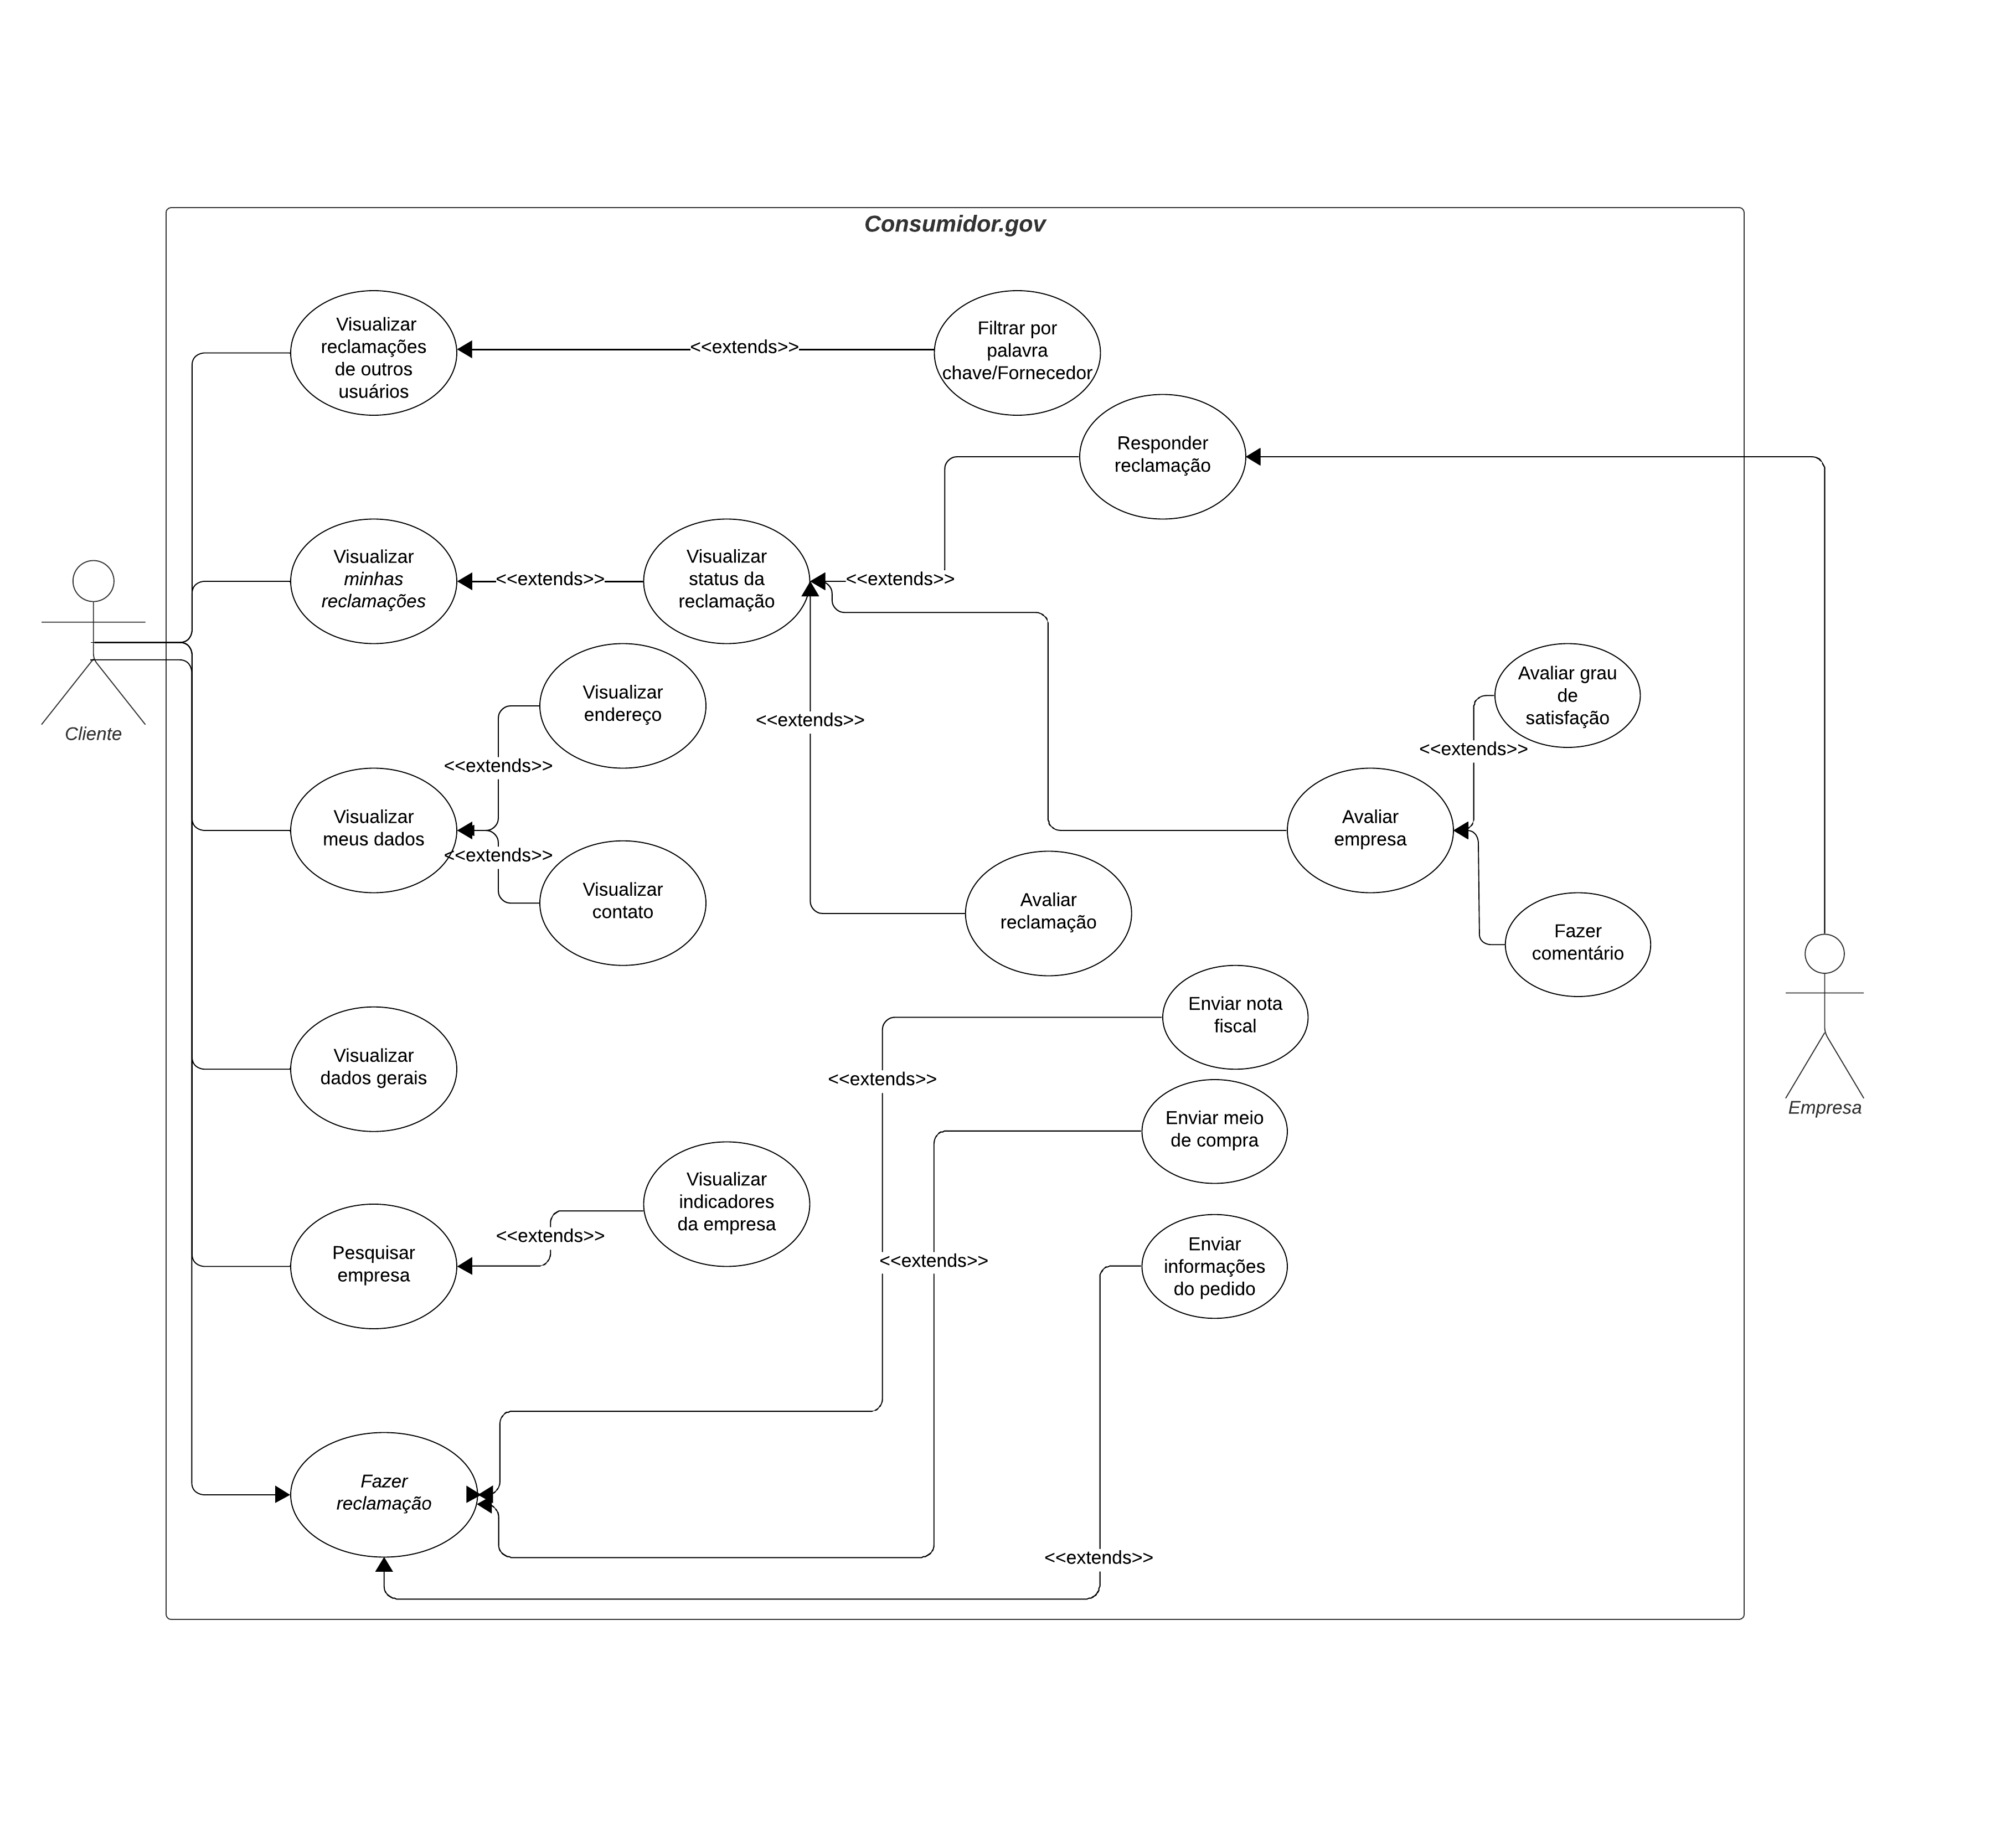 Consumidor.gov
Visualizar
reclamações
de outros
usuários
<<extends>>
Filtrar por
palavra
chave/Fornecedor
Responder
reclamação
Visualizar
minhas
reclamações
<<extends>>
Visualizar
status da
reclamação
<<extends>>
Cliente
Visualizar
endereço
<<extends>>
<<extends>>
Avaliar grau
de
satisfação
<<extends>>
Visualizar
meus dados
<<extends>>
Visualizar
contato
Avaliar
empresa
Avaliar
reclamação
Fazer
comentário
Enviar nota
fiscal
Visualizar
dados gerais
<<extends>>
Enviar meio
de compra
Empresa
Visualizar
indicadores
da empresa
<<extends>>
Pesquisar
empresa
<<extends>>
Enviar
informações
do pedido
Fazer
reclamação
<<extends>>